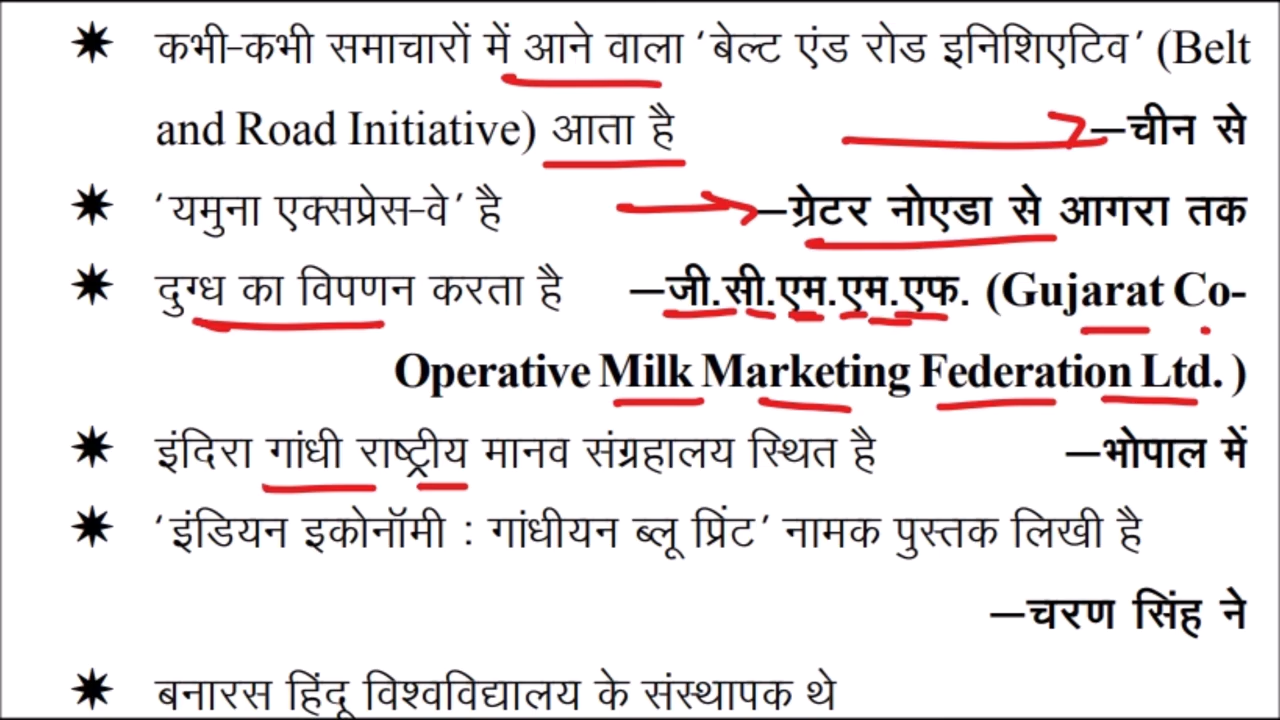 ✷ कभी-कभी समाचारों में आने वाला 'बेल्ट एंड रोड इनिशिएटिव' (Belt
and Road Initiative) आता है —चीन से
✷ 'यमुना एक्सप्रेस-वे' है —ग्रेटर नोएडा से आगरा तक
✷ दुग्ध का विपणन करता है —जी.सी.एम.एम.एफ. (Gujarat Co-
Operative Milk Marketing Federation Ltd. )
✷ इंदिरा गांधी राष्ट्रीय मानव संग्रहालय स्थित है —भोपाल में
✷ 'इंडियन इकोनॉमी : गांधीयन ब्लू प्रिंट' नामक पुस्तक लिखी है
—चरण सिंह ने
✷ बनारस हिंदू विश्वविद्यालय के संस्थापक थे